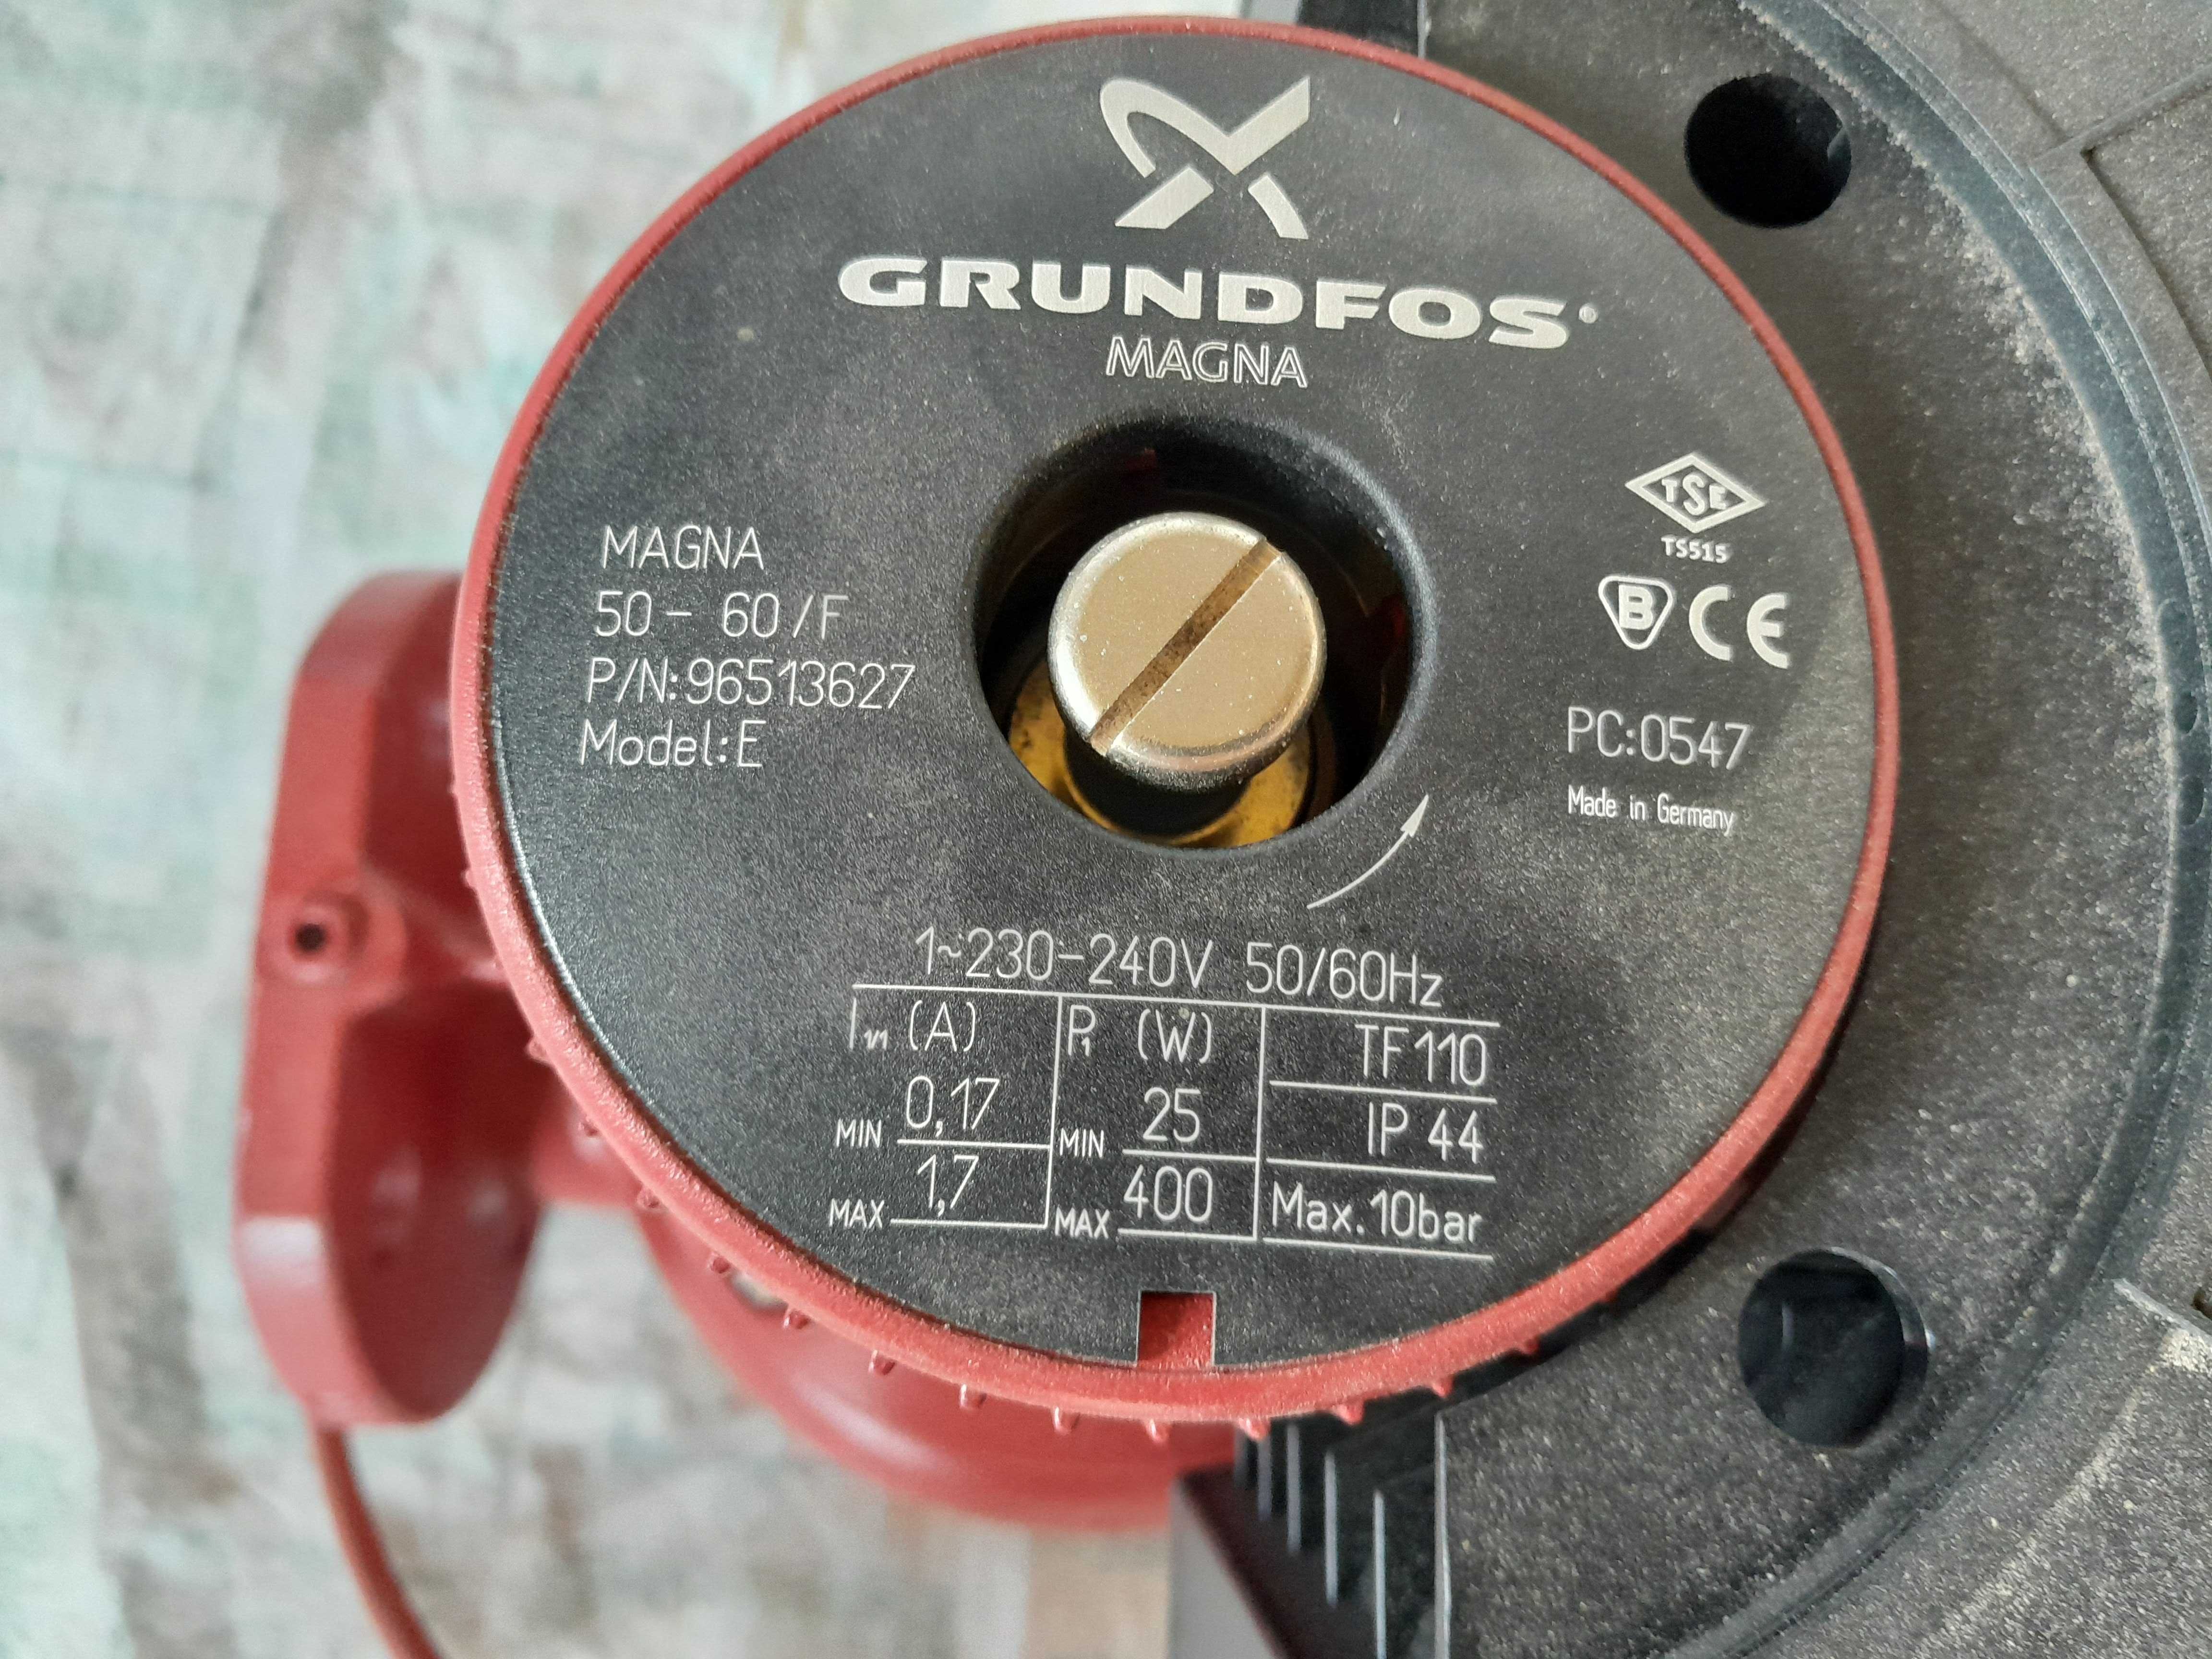 GRUNDFOS®
MAGNA
MAGNA
50 - 60 /F
P/N:96513627
Model:E
TSE
TS515
B CE
PC:0547
Made in Germany
1~230-240V 50/60Hz
I1/1 (A) P1 (W) TF110
MIN 0,17 MIN 25 IP 44
MAX 1,7 MAX 400 Max.10bar